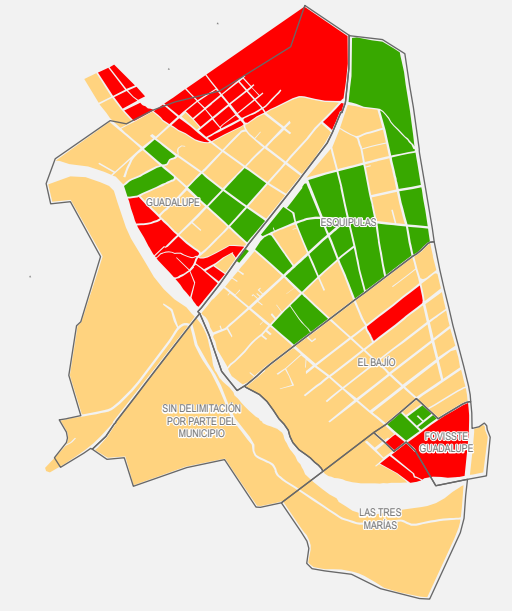 GUADALUPE
ESQUIPULAS
EL BAJÍO
SIN DELIMITACIÓN
POR PARTE DEL
MUNICIPIO
FOVISSTE
GUADALUPE
LAS TRES
MARÍAS